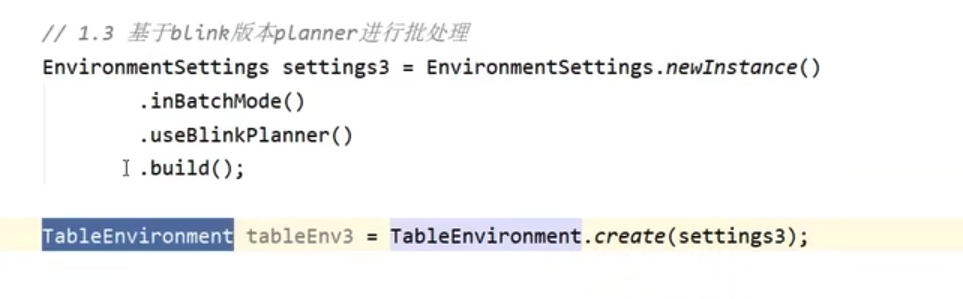 // 1.3 基于blink版本planner进行批处理
EnvironmentSettings settings3 = EnvironmentSettings.newInstance()
.inBatchMode()
.useBlinkPlanner()
.build();
TableEnvironment tableEnv3 = TableEnvironment.create(settings3);